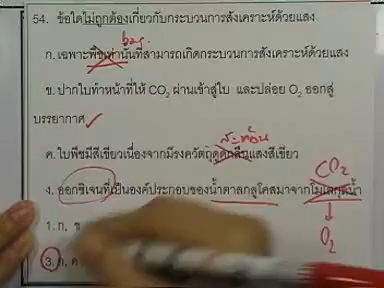 54. ข้อใดไม่ถูกต้องเกี่ยวกับกระบวนการสังเคราะห์ด้วยแสง
ก. เฉพาะพืชเท่านั้นที่สามารถเกิดกระบวนการสังเคราะห์ด้วยแสง
ข. ปากใบทำหน้าที่ให้ CO2 ผ่านเข้าสู่ใบ และปล่อย O2 ออกสู่
บรรยากาศ
สะท้อน
ค. ใบพืชมีสีเขียวเนื่องจากมีรงควัตถุดูดกลืนแสงสีเขียว
CO2
ง. ออกซิเจนที่เป็นองค์ประกอบของน้ำตาลกลูโคสมาจากโมเลกุลน้ำ
O2
1. ก, ข
3. ค